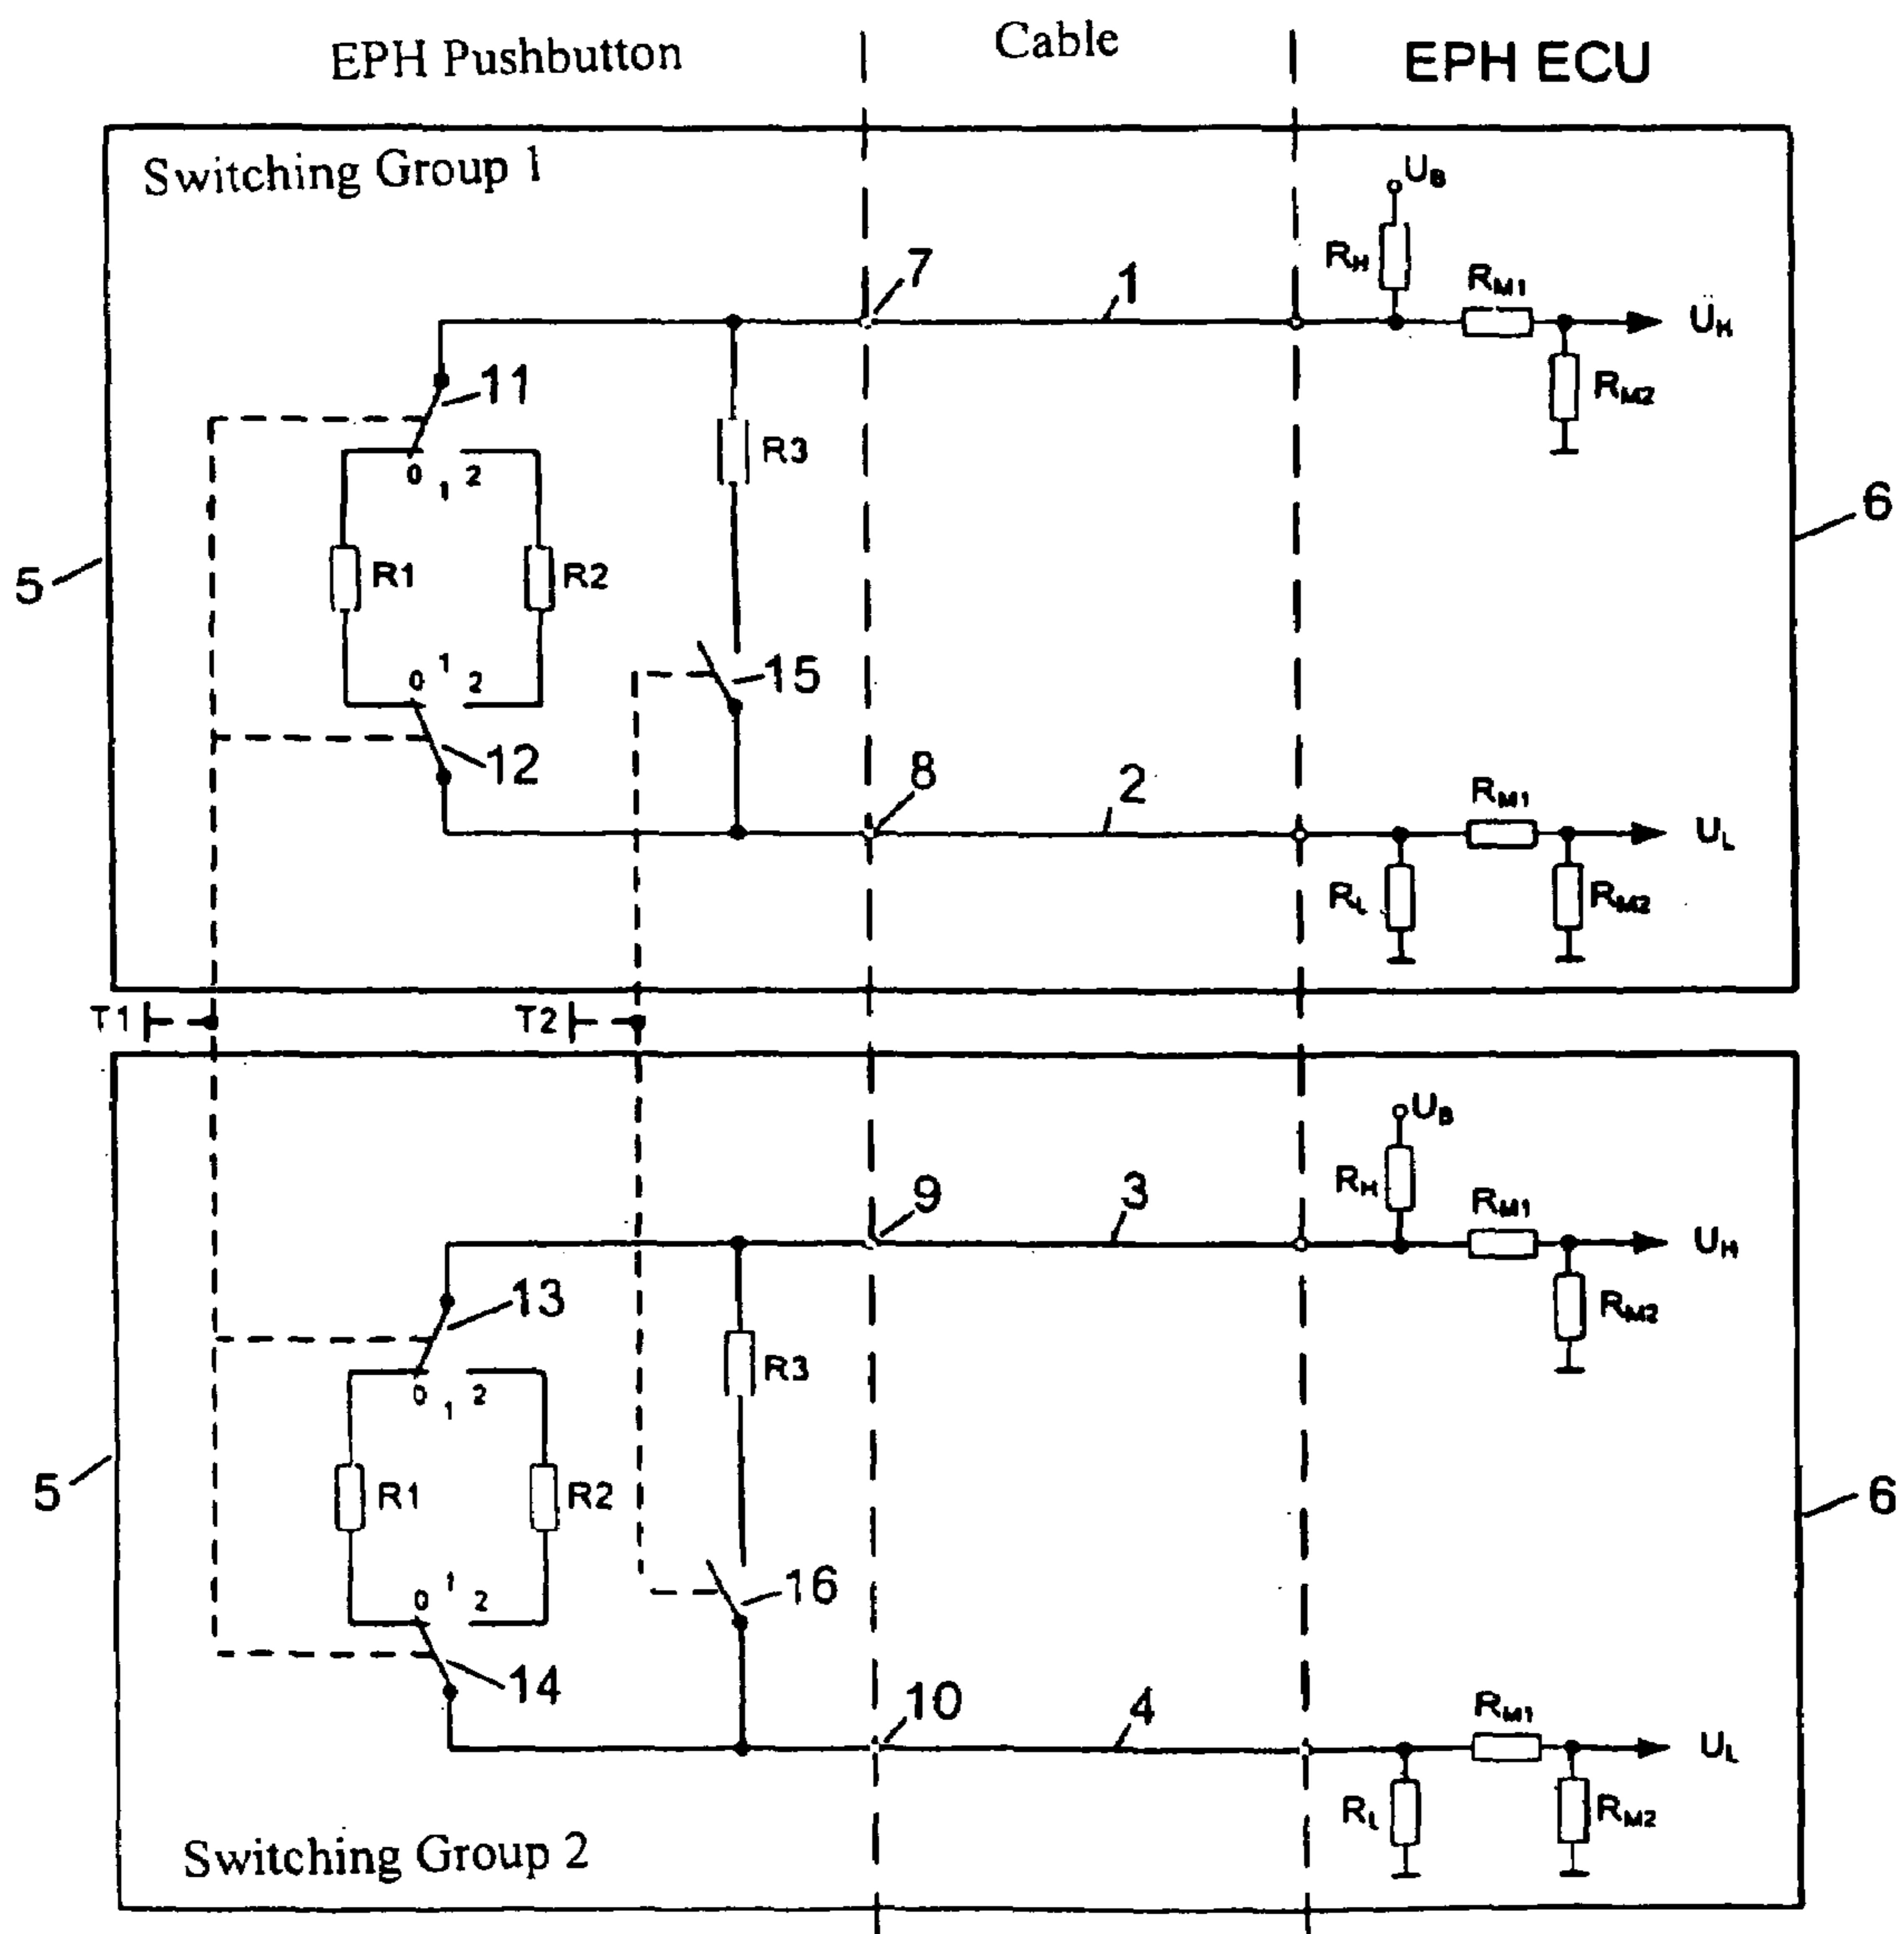 EPH Pushbutton
Cable
EPH ECU
Switching Group 1
UB
RH
RM1
UH
RM2
7
1
11
R3
0 1 2
6
5
R1
R2
0 1 2
15
12
8
2
RM1
UL
RL
RM2
T1
T2
UB
RH
RM1
UH
RM2
9
3
13
R3
0 1 2
5
R1
R2
6
0 1 2
16
14
10
4
RM1
UL
RL
RM2
Switching Group 2